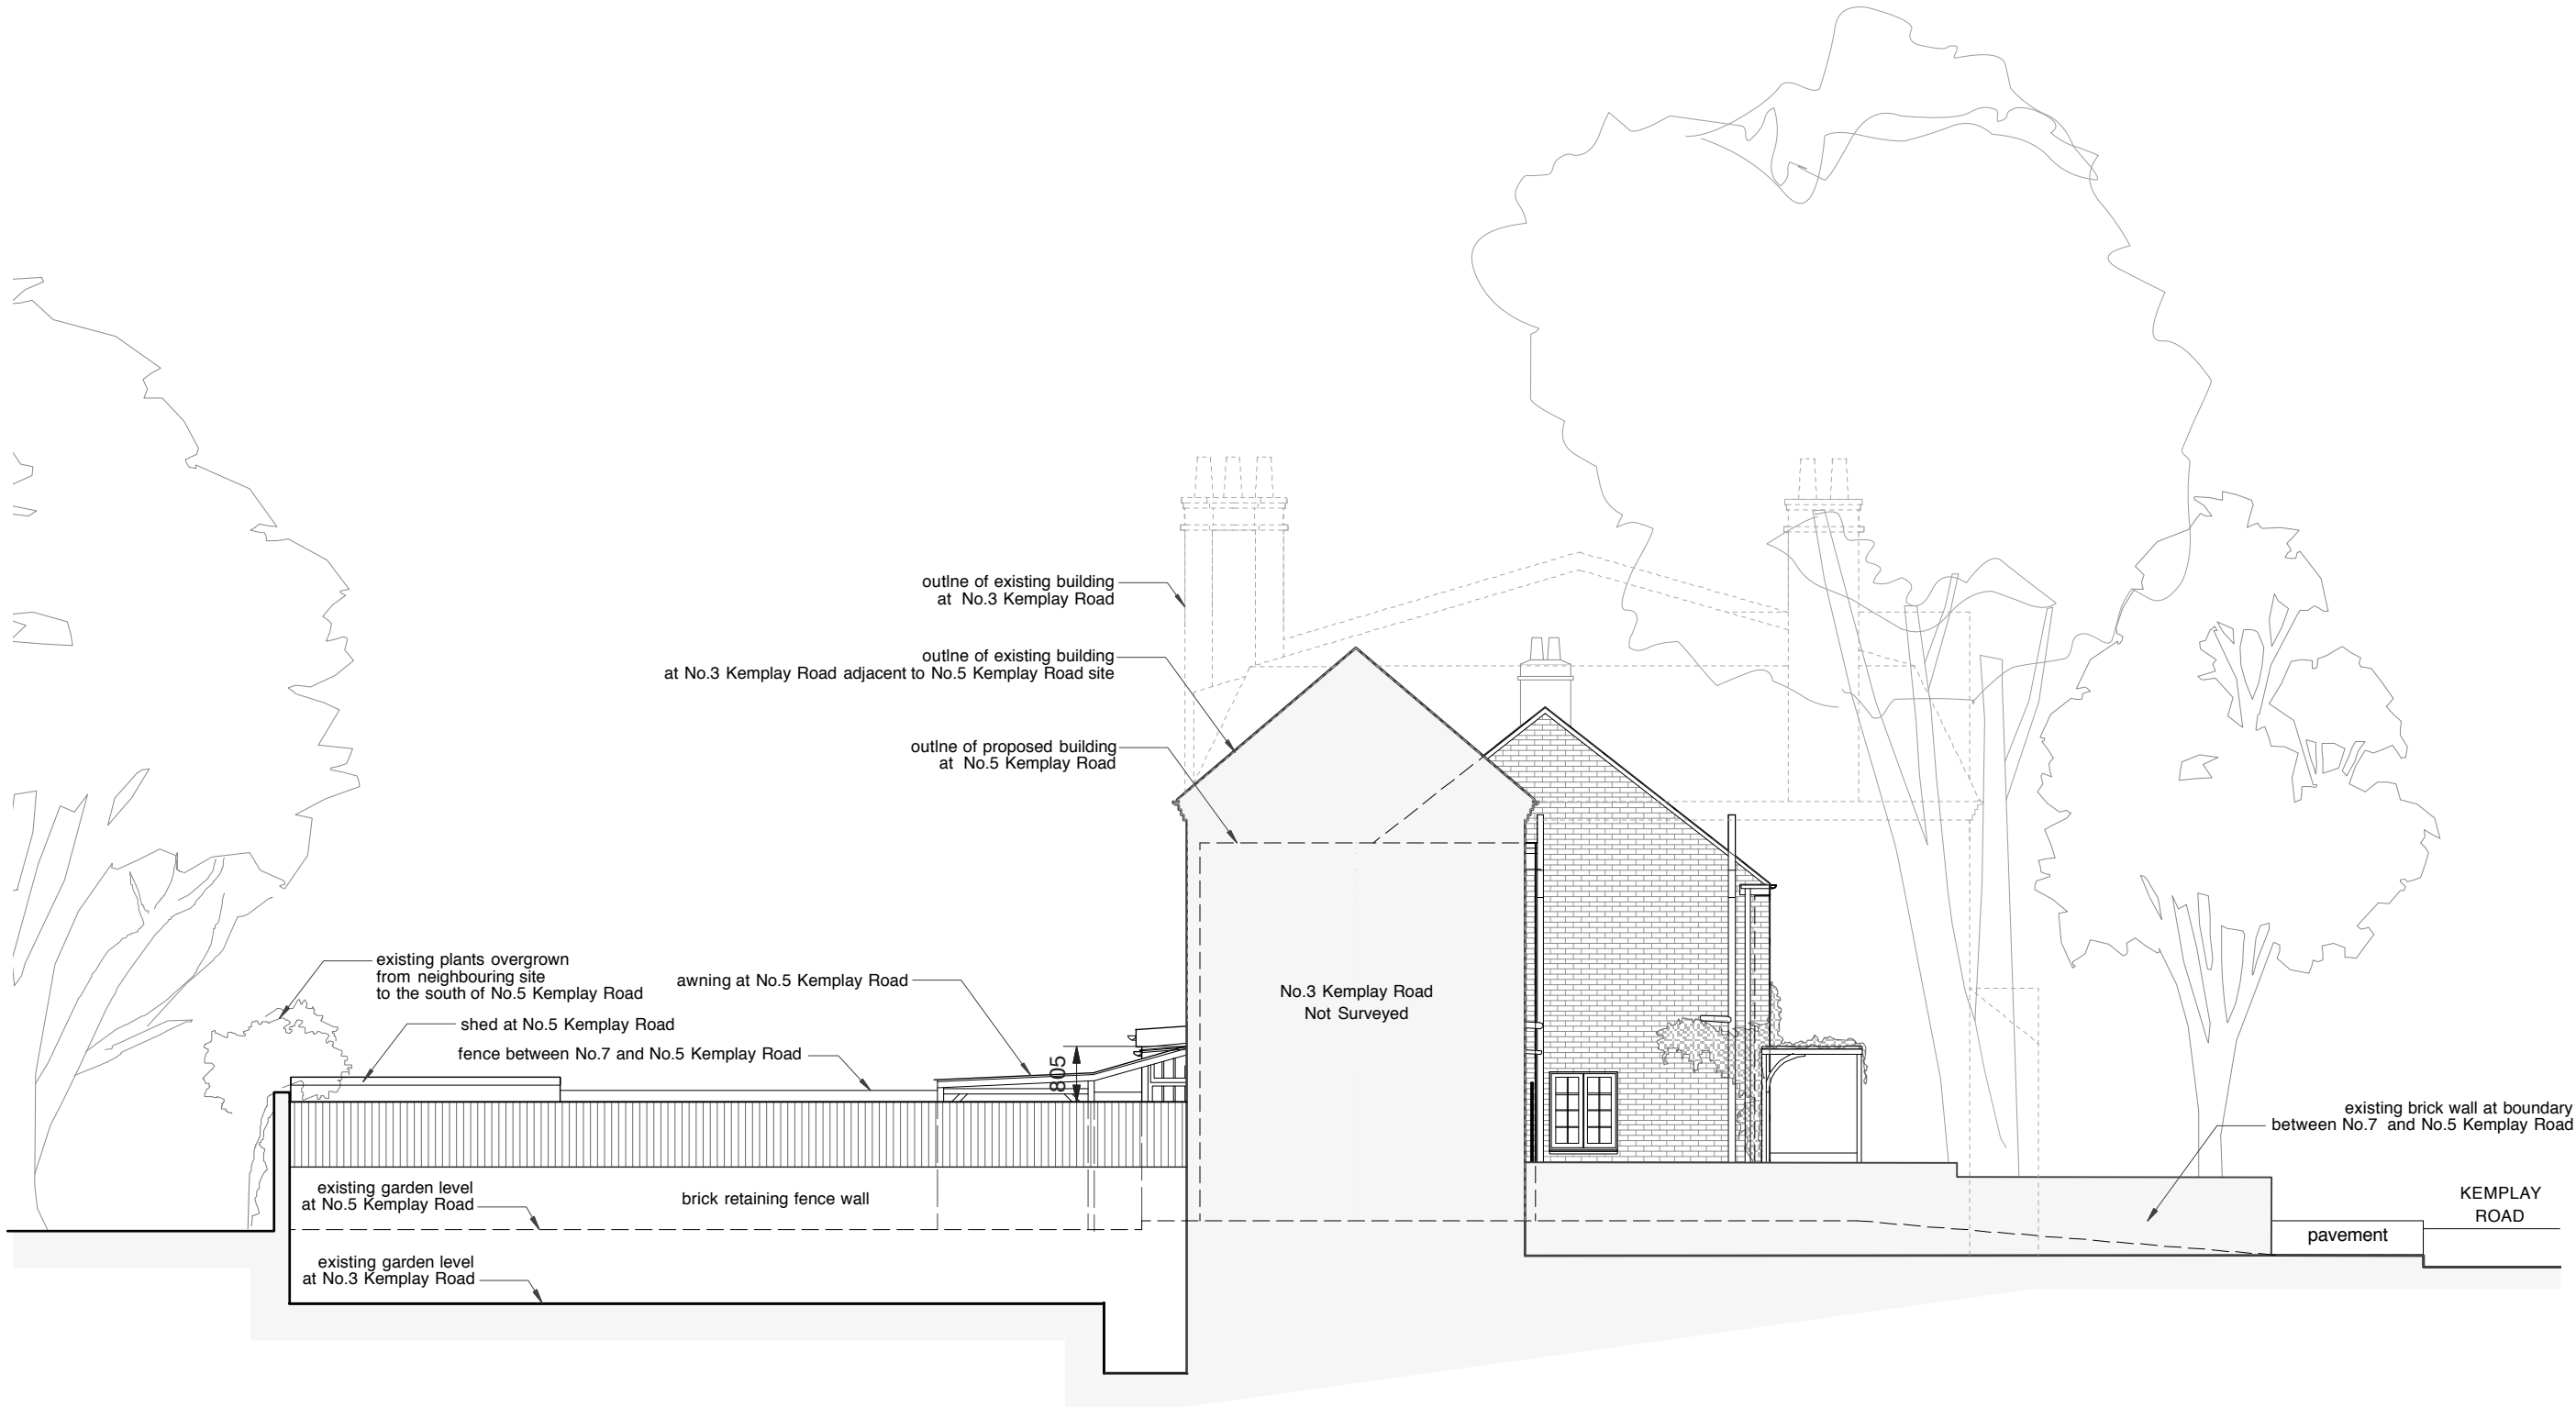 outlne of existing building
at No.3 Kemplay Road
outlne of existing building
at No.3 Kemplay Road adjacent to No.5 Kemplay Road site
outlne of proposed building
at No.5 Kemplay Road
existing plants overgrown
from neighbouring site
to the south of No.5 Kemplay Road
awning at No.5 Kemplay Road
shed at No.5 Kemplay Road
fence between No.7 and No.5 Kemplay Road
805
No.3 Kemplay Road
Not Surveyed
existing brick wall at boundary
between No.7 and No.5 Kemplay Road
existing garden level
at No.5 Kemplay Road
brick retaining fence wall
KEMPLAY
ROAD
pavement
existing garden level
at No.3 Kemplay Road